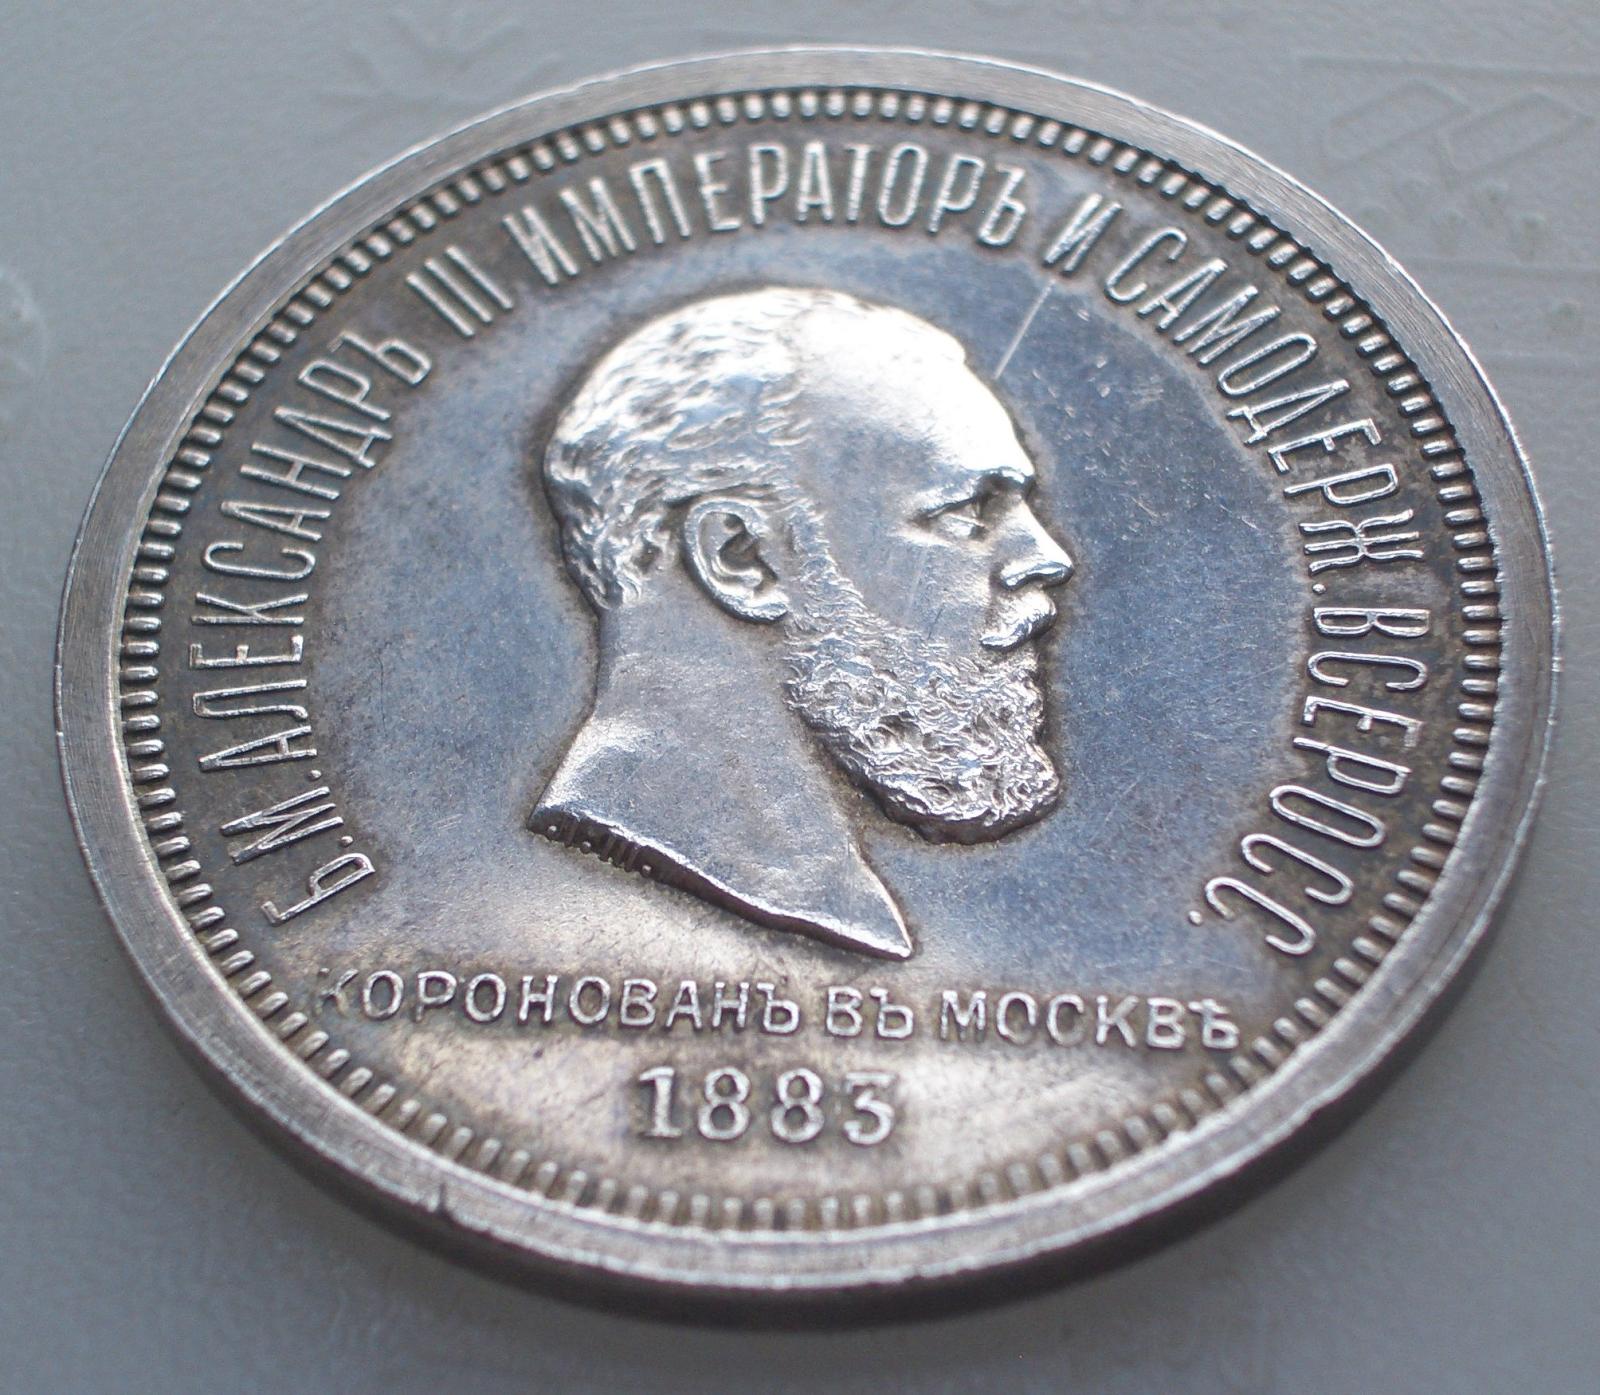 Б.М.АЛЕКСАНДРЪ III ИМПЕРАТОРЪ И САМОДЕРЖ.ВСЕРОСС.
КОРОНОВАНЪ ВЪ МОСКВѢ
1883